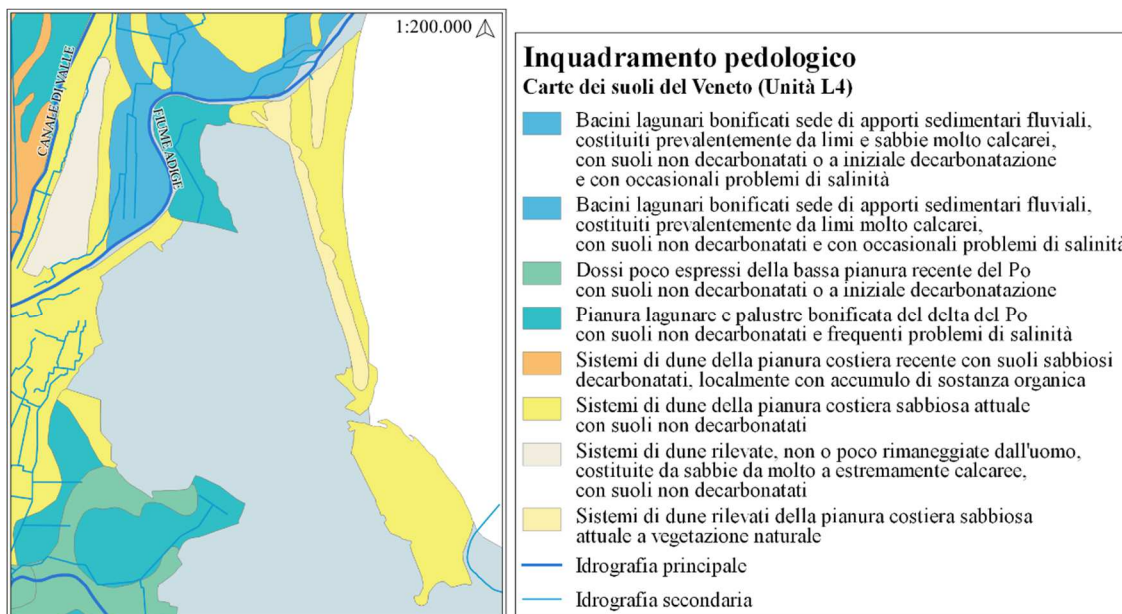 1:200.000
CANALE DI VALLE
FIUME ADIGE
Inquadramento pedologico
Carte dei suoli del Veneto (Unità L4)
Bacini lagunari bonificati sede di apporti sedimentari fluviali,
costituiti prevalentemente da limi e sabbie molto calcarei,
con suoli non decarbonatati o a iniziale decarbonatazione
e con occasionali problemi di salinità
Bacini lagunari bonificati sede di apporti sedimentari fluviali,
costituiti prevalentemente da limi molto calcarei,
con suoli non decarbonatati e con occasionali problemi di salinità
Dossi poco espressi della bassa pianura recente del Po
con suoli non decarbonatati o a iniziale decarbonatazione
Pianura lagunare e palustre bonificata del delta del Po
con suoli non decarbonatati e frequenti problemi di salinità
Sistemi di dune della pianura costiera recente con suoli sabbiosi
decarbonatati, localmente con accumulo di sostanza organica
Sistemi di dune della pianura costiera sabbiosa attuale
con suoli non decarbonatati
Sistemi di dune rilevate, non o poco rimaneggiate dall'uomo,
costituite da sabbie da molto a estremamente calcaree,
con suoli non decarbonatati
Sistemi di dune rilevati della pianura costiera sabbiosa
attuale a vegetazione naturale
Idrografia principale
Idrografia secondaria